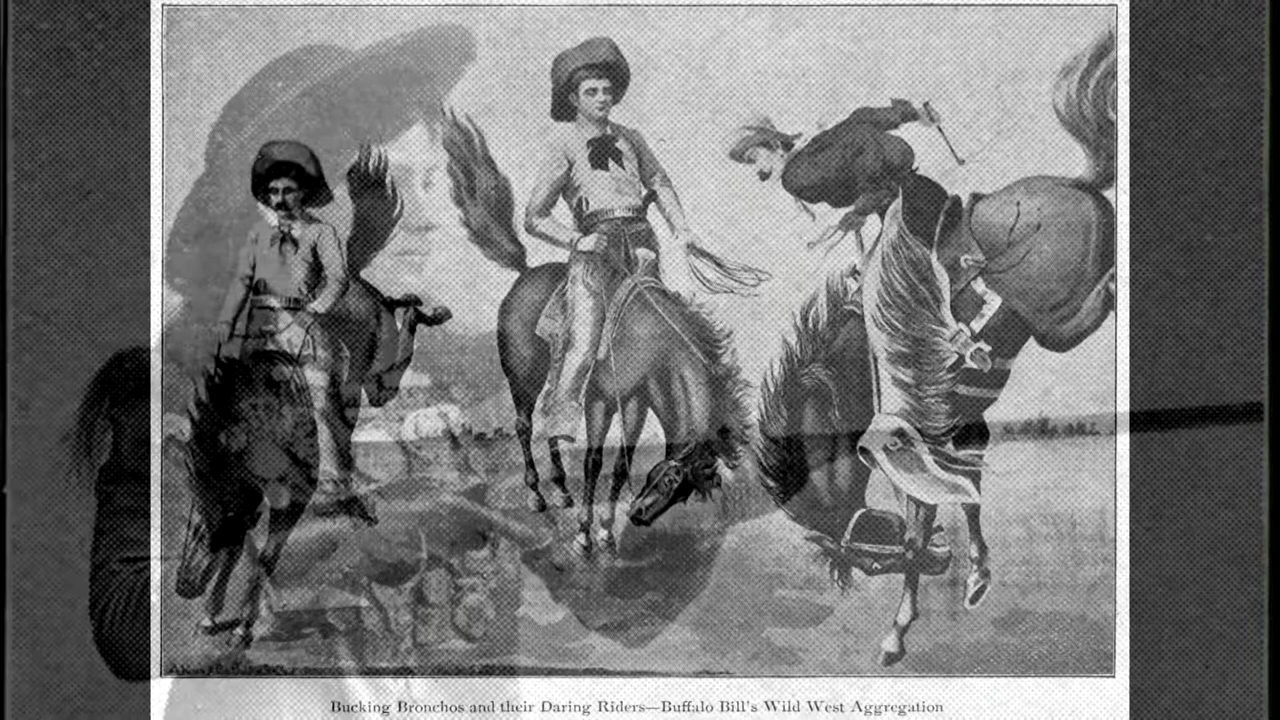 Bucking Bronchos and their Daring Riders—Buffalo Bill's Wild West Aggregation